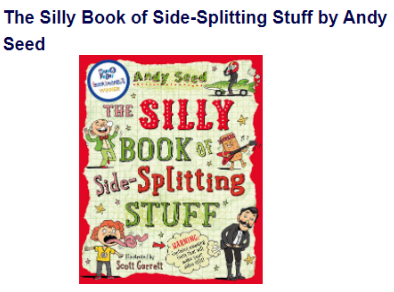 The Silly Book of Side-Splitting Stuff by Andy
Seed
Andy Seed
THE
SILLY
BOOK OF
Side-Splitting
STUFF
Illustrated by
Scott Garrett
WARNING: